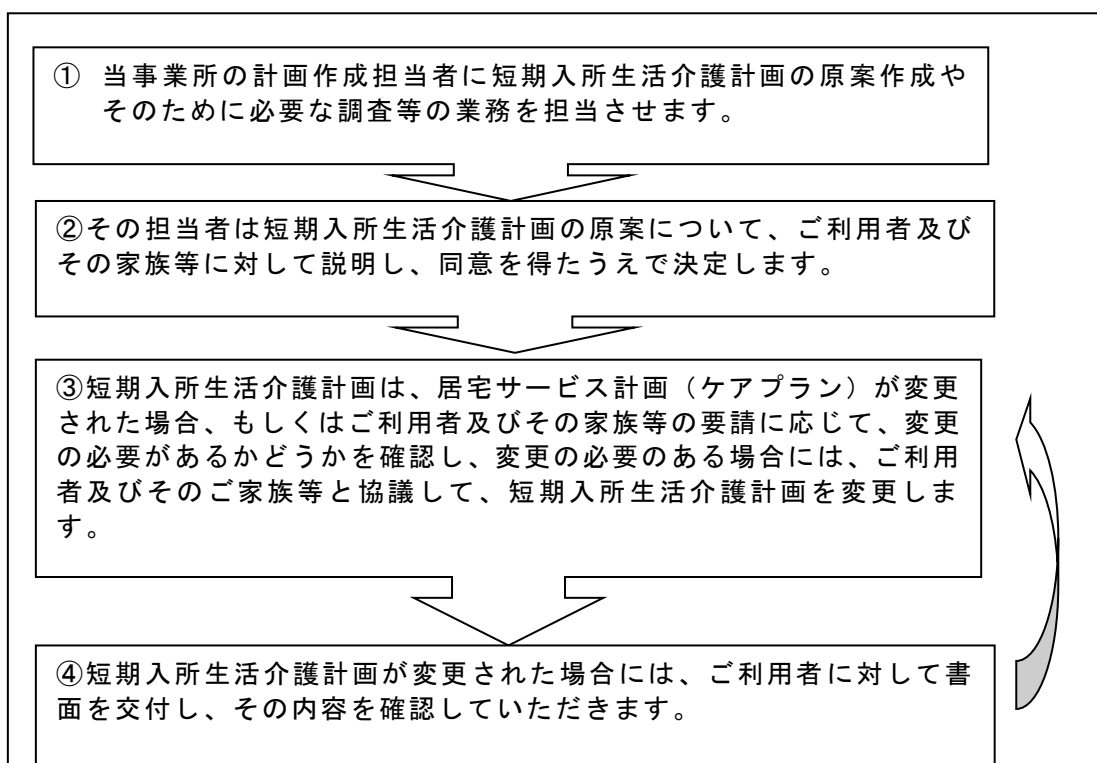 ① 当事業所の計画作成担当者に短期入所生活介護計画の原案作成や
そのために必要な調査等の業務を担当させます。
②その担当者は短期入所生活介護計画の原案について、ご利用者及び
その家族等に対して説明し、同意を得たうえで決定します。
③短期入所生活介護計画は、居宅サービス計画（ケアプラン）が変更
された場合、もしくはご利用者及びその家族等の要請に応じて、変更
の必要があるかどうかを確認し、変更の必要のある場合には、ご利用
者及びそのご家族等と協議して、短期入所生活介護計画を変更しま
す。
④短期入所生活介護計画が変更された場合には、ご利用者に対して書
面を交付し、その内容を確認していただきます。